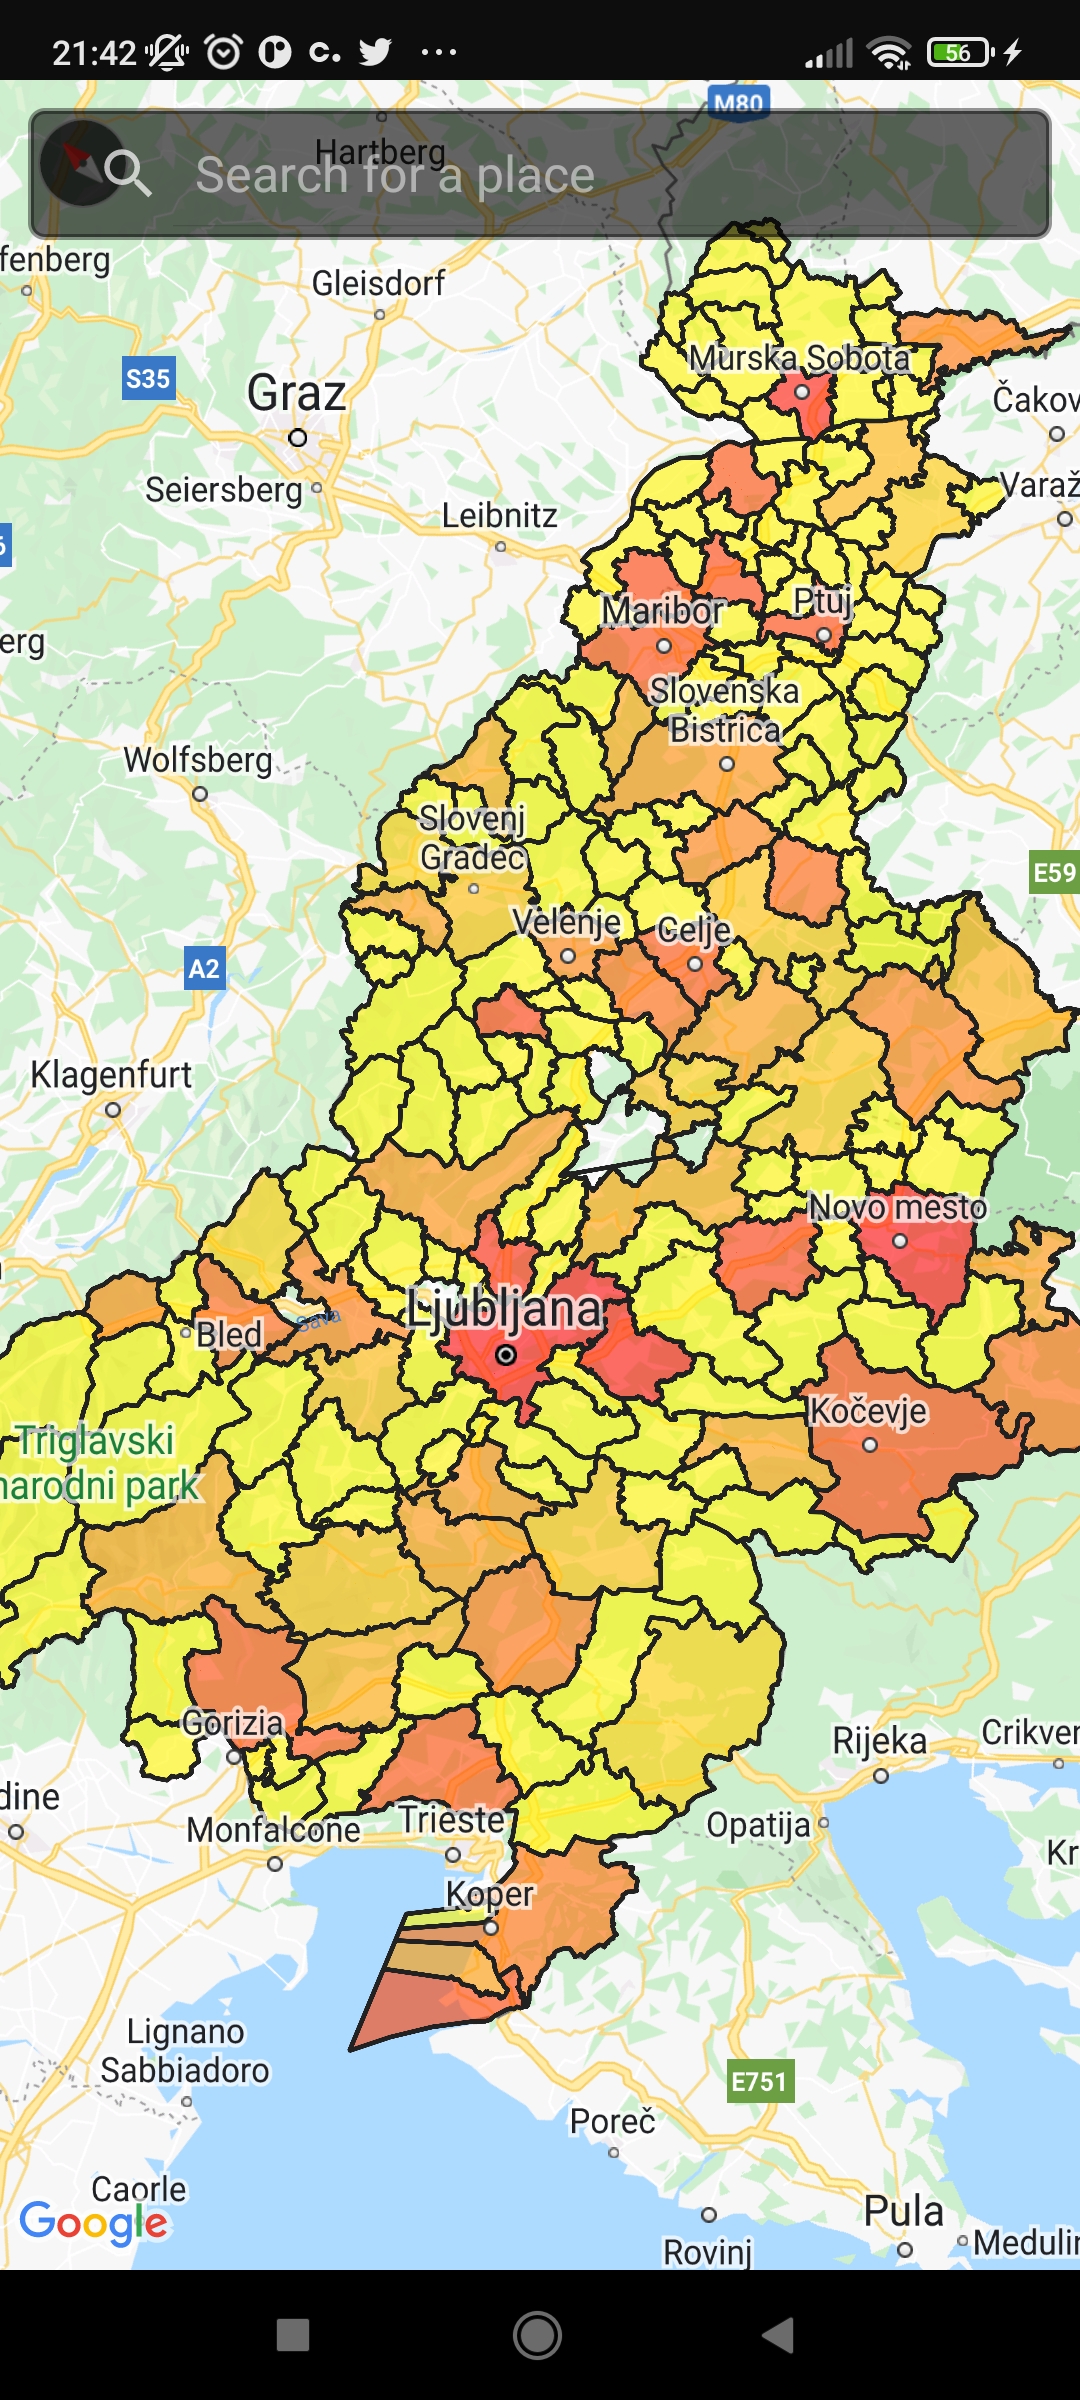 21:42
56
M80
Hartberg
Search for a place
fenberg
Gleisdorf
S35
Murska Sobota
Graz
Čakov
Seiersberg
Varaž
Leibnitz
Maribor
Ptuj
erg
Slovenska
Bistrica
Wolfsberg
Slovenj
Gradec
E59
Velenje
Celje
A2
Klagenfurt
Novo mesto
Ljubljana
Sava
Bled
Kočevje
Triglavski
narodni park
Gorizia
Rijeka
Crikver
dine
Monfalcone
Trieste
Opatija
Kr
Koper
Lignano
Sabbiadoro
E751
Poreč
Caorle
Pula
Google
Rovinj
Medulin